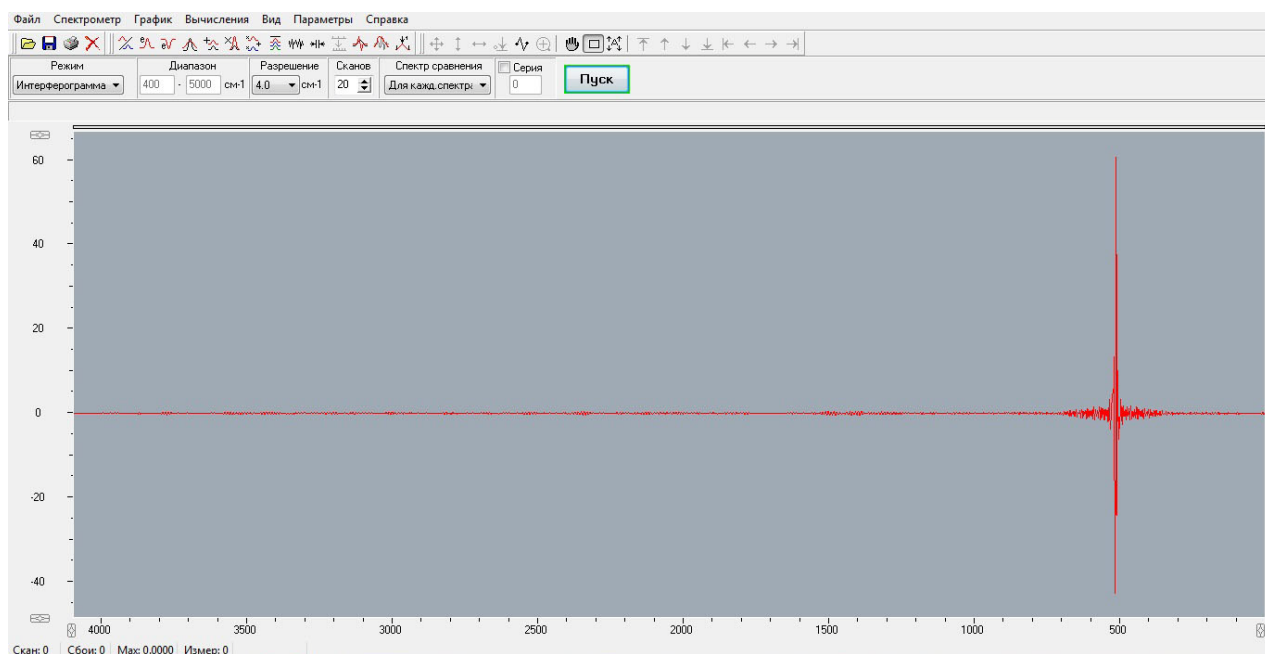 Файл Спектрометр График Вычисления Вид Параметры Справка
Режим Диапазон Разрешение Сканов Спектр сравнения Серия
Интерферограмма 400 - 5000 см-1 4.0 см-1 20 Для кажд.спектра 0 Пуск
60
40
20
0
-20
-40
4000 3500 3000 2500 2000 1500 1000 500
Скан: 0 Сбои: 0 Max: 0.0000 Измер: 0